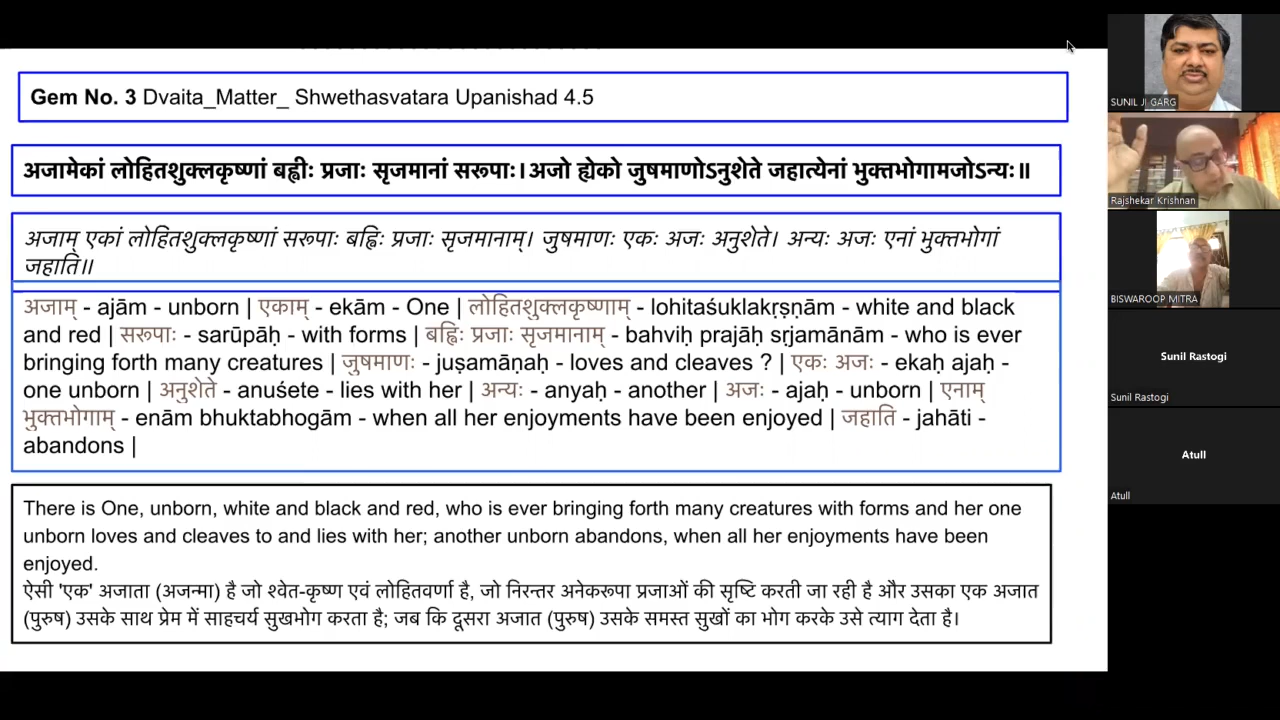 Gem No. 3 Dvaita_Matter_ Shwethasvatara Upanishad 4.5
अजामेकां लोहितशुक्लकृष्णां बह्वीः प्रजाः सृजमानां सरूपाः। अजो ह्येको जुषमाणोऽनुशेते जहात्येनां भुक्तभोगामजोऽन्यः॥
अजाम् एकां लोहितशुक्लकृष्णां सरूपाः बह्विः प्रजाः सृजमानाम्। जुषमाणः एकः अजः अनुशेते। अन्यः अजः एनां भुक्तभोगां
जहाति॥
अजाम् - ajām - unborn | एकाम् - ekām - One | लोहितशुक्लकृष्णाम् - lohitaśuklakṛṣṇām - white and black
and red | सरूपाः - sarūpāḥ - with forms | बह्विः प्रजाः सृजमानाम् - bahviḥ prajāḥ sṛjamānām - who is ever
bringing forth many creatures | जुषमाणः - juṣamāṇaḥ - loves and cleaves ? | एकः अजः - ekaḥ ajaḥ -
one unborn | अनुशेते - anuśete - lies with her | अन्यः - anyaḥ - another | अजः - ajaḥ - unborn | एनाम्
भुक्तभोगाम् - enām bhuktabhogām - when all her enjoyments have been enjoyed | जहाति - jahāti -
abandons |
There is One, unborn, white and black and red, who is ever bringing forth many creatures with forms and her one
unborn loves and cleaves to and lies with her; another unborn abandons, when all her enjoyments have been
enjoyed.
ऐसी 'एक' अजाता (अजन्मा) है जो श्वेत-कृष्ण एवं लोहितवर्णा है, जो निरन्तर अनेकरूपा प्रजाओं की सृष्टि करती जा रही है और उसका एक अजात
(पुरुष) उसके साथ प्रेम में साहचर्य सुखभोग करता है; जब कि दूसरा अजात (पुरुष) उसके समस्त सुखों का भोग करके उसे त्याग देता है।
SUNIL JI GARG
Rajshekar Krishnan
BISWAROOP MITRA
Sunil Rastogi
Sunil Rastogi
Atull
Atull